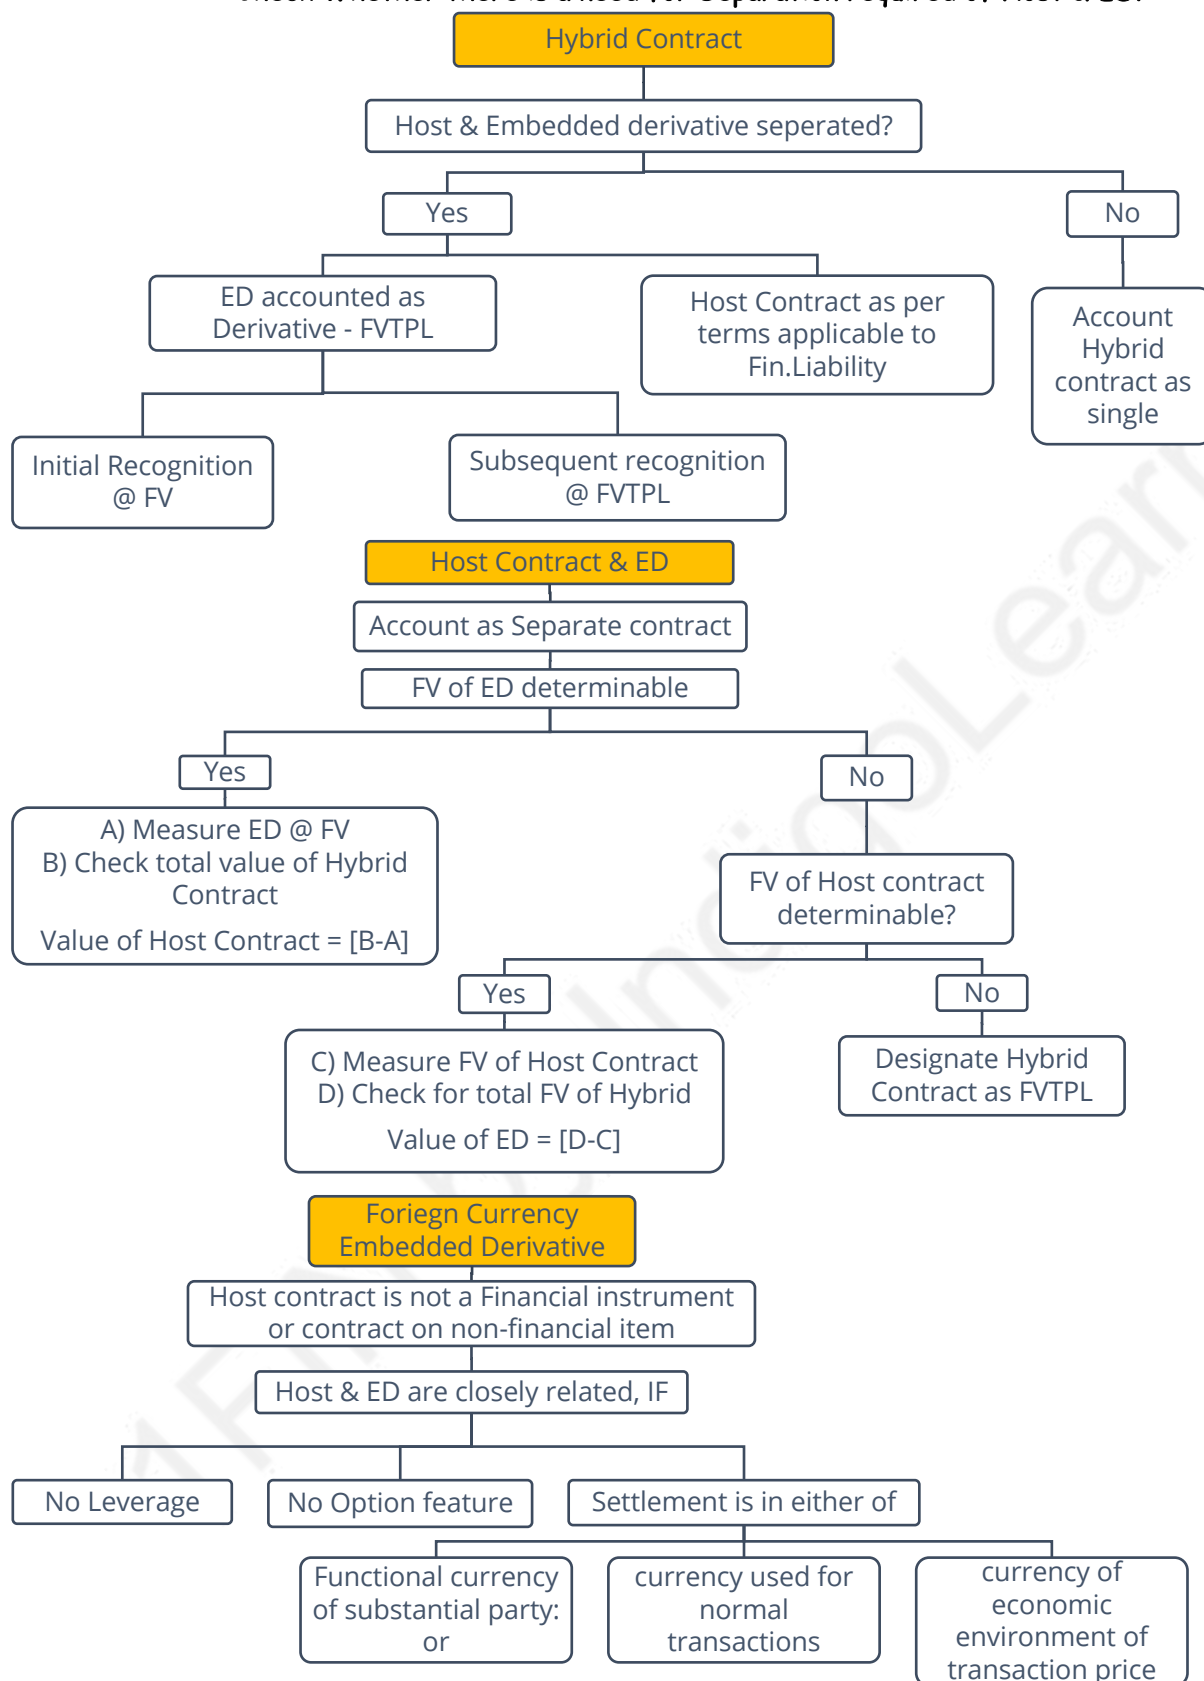 Hybrid Contract
Host & Embedded derivative seperated?
Yes
No
ED accounted as
Derivative - FVTPL
Host Contract as per
terms applicable to
Fin.Liability
Account
Hybrid
contract as
single
Initial Recognition
@ FV
Subsequent recognition
@ FVTPL
Host Contract & ED
Account as Separate contract
FV of ED determinable
Yes
No
A) Measure ED @ FV
B) Check total value of Hybrid
Contract
Value of Host Contract = [B-A]
FV of Host contract
determinable?
Yes
No
C) Measure FV of Host Contract
D) Check for total FV of Hybrid
Value of ED = [D-C]
Designate Hybrid
Contract as FVTPL
Foriegn Currency
Embedded Derivative
Host contract is not a Financial instrument
or contract on non-financial item
Host & ED are closely related, IF
No Leverage
No Option feature
Settlement is in either of
Functional currency
of substantial party:
or
currency used for
normal
transactions
currency of
economic
environment of
transaction price